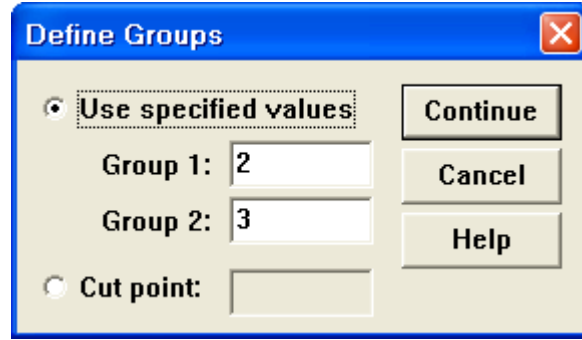 Define Groups
Use specified values
Continue
Group 1: 2
Cancel
Group 2: 3
Help
Cut point: